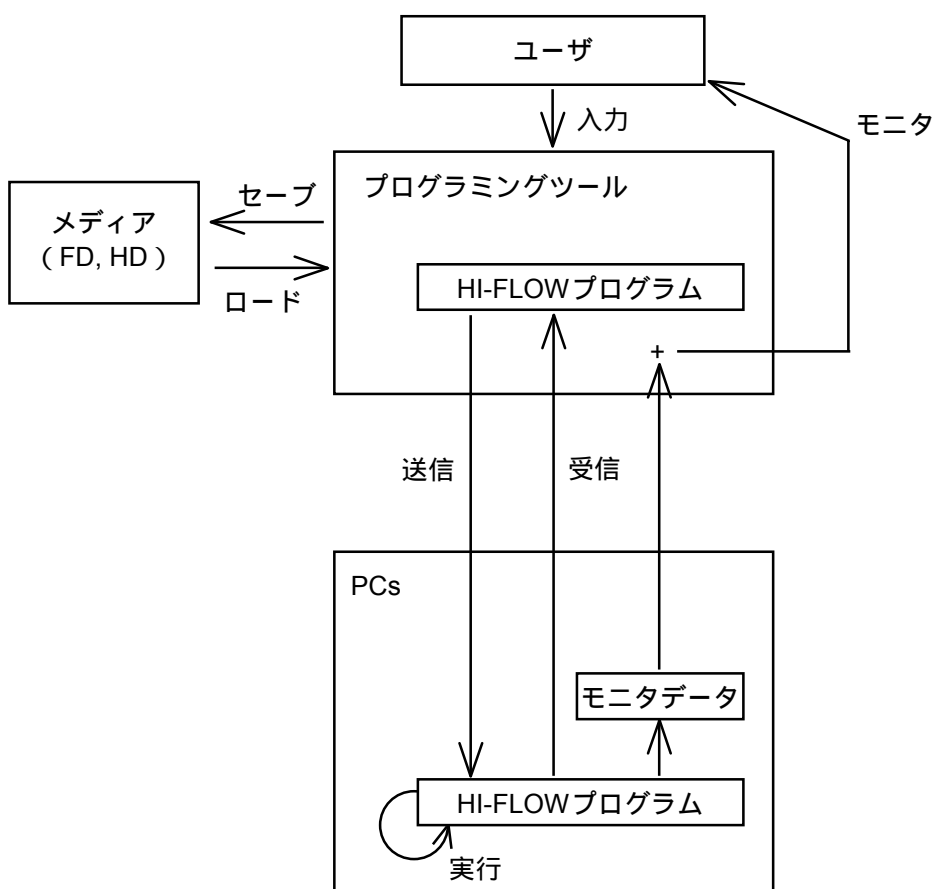 ユーザ
入力
モニタ
プログラミングツール
セーブ
メディア
（FD, HD）
ロード
HI-FLOWプログラム
+
送信
受信
PCs
モニタデータ
HI-FLOWプログラム
実行